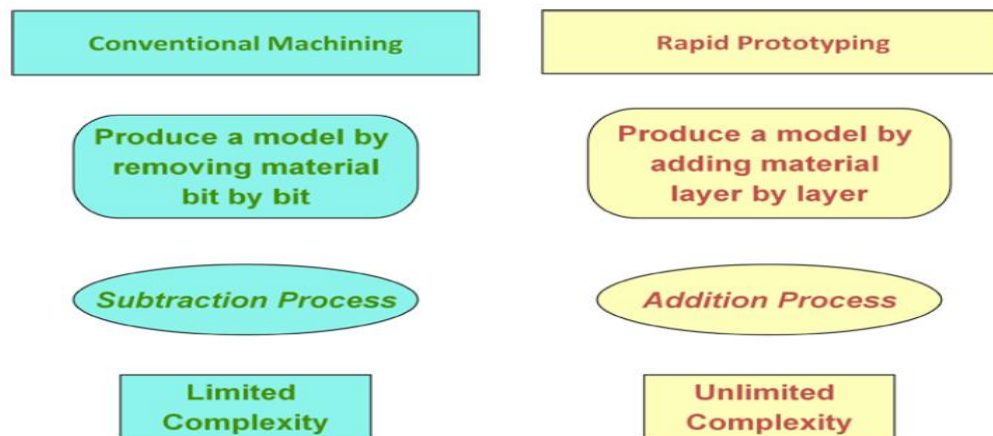 Conventional Machining
Rapid Prototyping
Produce a model by
removing material
bit by bit
Produce a model by
adding material
layer by layer
Subtraction Process
Addition Process
Limited
Complexity
Unlimited
Complexity